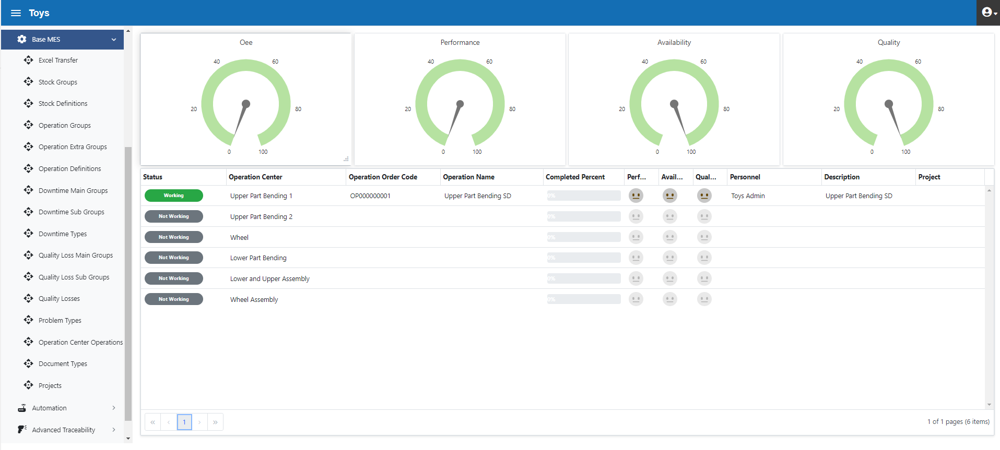 Toys
Base MES
Excel Transfer
Stock Groups
Stock Definitions
Operation Groups
Operation Extra Groups
Operation Definitions
Downtime Main Groups
Downtime Sub Groups
Downtime Types
Quality Loss Main Groups
Quality Loss Sub Groups
Quality Losses
Problem Types
Operation Center Operations
Document Types
Projects
Automation
Advanced Traceability
Oee
40 60
20 80
0 100
Performance
40 60
20 80
0 100
Availability
40 60
20 80
0 100
Quality
40 60
20 80
0 100
Status Operation Center Operation Order Code Operation Name Completed Percent Perf... Avail... Qual... Personnel Description Project
Working Upper Part Bending 1 OP000000001 Upper Part Bending SD 0% Toys Admin Upper Part Bending SD
Not Working Upper Part Bending 2 0%
Not Working Wheel 0%
Not Working Lower Part Bending 0%
Not Working Lower and Upper Assembly 0%
Not Working Wheel Assembly 0%
« ‹ 1 › » 1 of 1 pages (6 items)